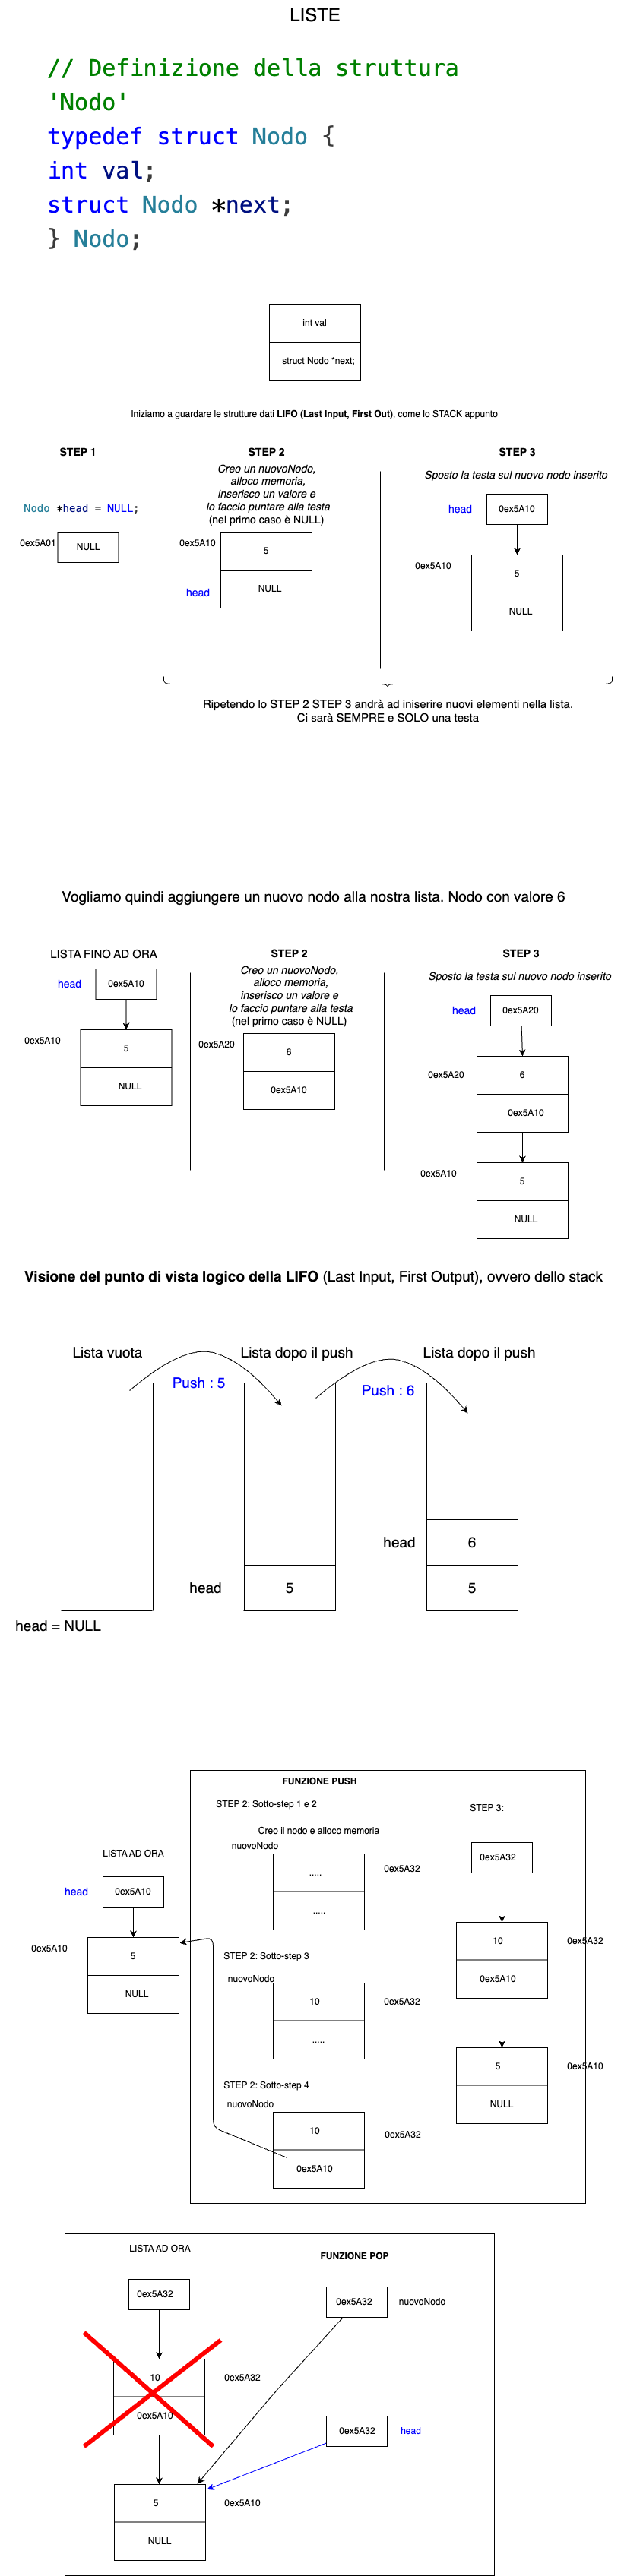 LISTE
// Definizione della struttura
'Nodo'
typedef struct Nodo {
int val;
struct Nodo *next;
} Nodo;
int val
struct Nodo *next;
Iniziamo a guardare le strutture dati LIFO (Last Input, First Out), come lo STACK appunto
STEP 1
Nodo *head = NULL;
0ex5A01
NULL
STEP 2
Creo un nuovoNodo,
alloco memoria,
inserisco un valore e
lo faccio puntare alla testa
(nel primo caso è NULL)
0ex5A10
5
head
NULL
STEP 3
Sposto la testa sul nuovo nodo inserito
head
0ex5A10
0ex5A10
5
NULL
Ripetendo lo STEP 2 STEP 3 andrà ad iniserire nuovi elementi nella lista.
Ci sarà SEMPRE e SOLO una testa
Vogliamo quindi aggiungere un nuovo nodo alla nostra lista. Nodo con valore 6
LISTA FINO AD ORA
head
0ex5A10
0ex5A10
5
NULL
STEP 2
Creo un nuovoNodo,
alloco memoria,
inserisco un valore e
lo faccio puntare alla testa
(nel primo caso è NULL)
0ex5A20
6
0ex5A10
STEP 3
Sposto la testa sul nuovo nodo inserito
head
0ex5A20
0ex5A20
6
0ex5A10
0ex5A10
5
NULL
Visione del punto di vista logico della LIFO (Last Input, First Output), ovvero dello stack
Lista vuota
Lista dopo il push
Lista dopo il push
Push : 5
Push : 6
head
6
head
5
5
head = NULL
FUNZIONE PUSH
LISTA AD ORA
head
0ex5A10
0ex5A10
5
NULL
STEP 2: Sotto-step 1 e 2
Creo il nodo e alloco memoria
nuovoNodo
.....
0ex5A32
.....
STEP 2: Sotto-step 3
nuovoNodo
10
0ex5A32
.....
STEP 2: Sotto-step 4
nuovoNodo
10
0ex5A32
0ex5A10
STEP 3:
0ex5A32
10
0ex5A32
0ex5A10
5
0ex5A10
NULL
LISTA AD ORA
FUNZIONE POP
0ex5A32
0ex5A32
nuovoNodo
10
0ex5A32
0ex5A10
0ex5A32
head
5
0ex5A10
NULL